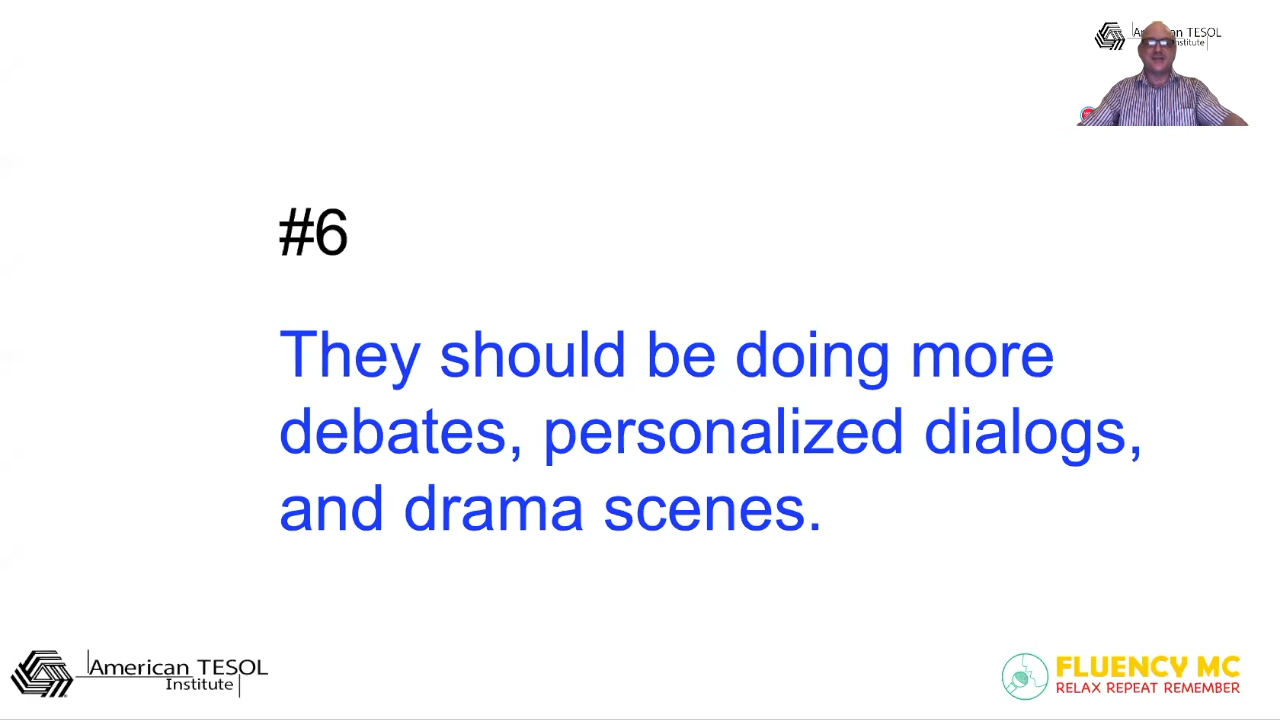 American TESOL
Institute
#6
They should be doing more
debates, personalized dialogs,
and drama scenes.
American TESOL
Institute
FLUENCY MC
RELAX REPEAT REMEMBER